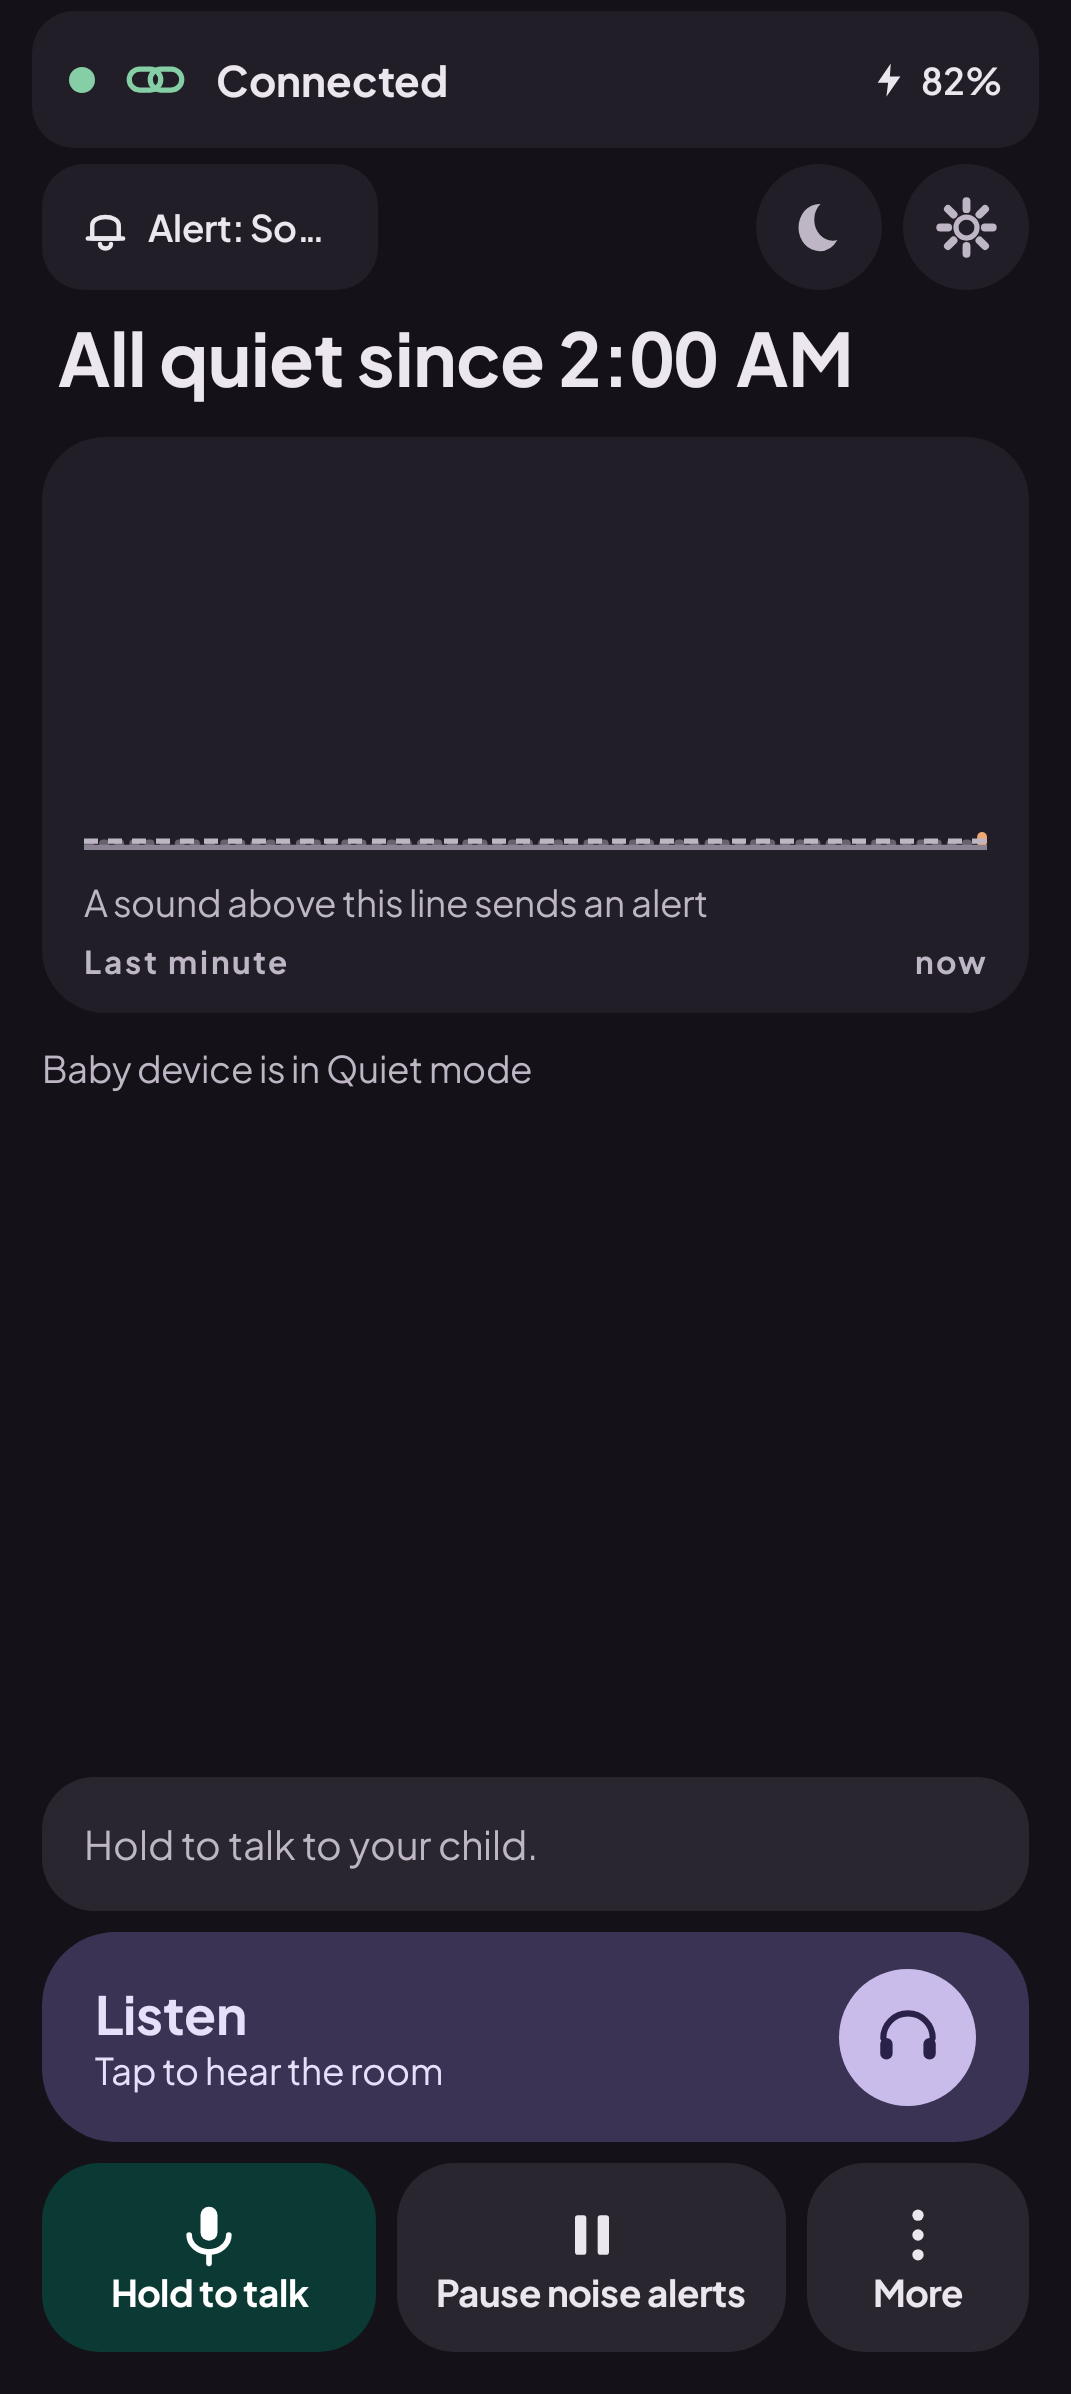 Connected
82%
Alert: So...
All quiet since 2:00 AM
A sound above this line sends an alert
Last minute
now
Baby device is in Quiet mode
Hold to talk to your child.
Listen
Tap to hear the room
Hold to talk
Pause noise alerts
More